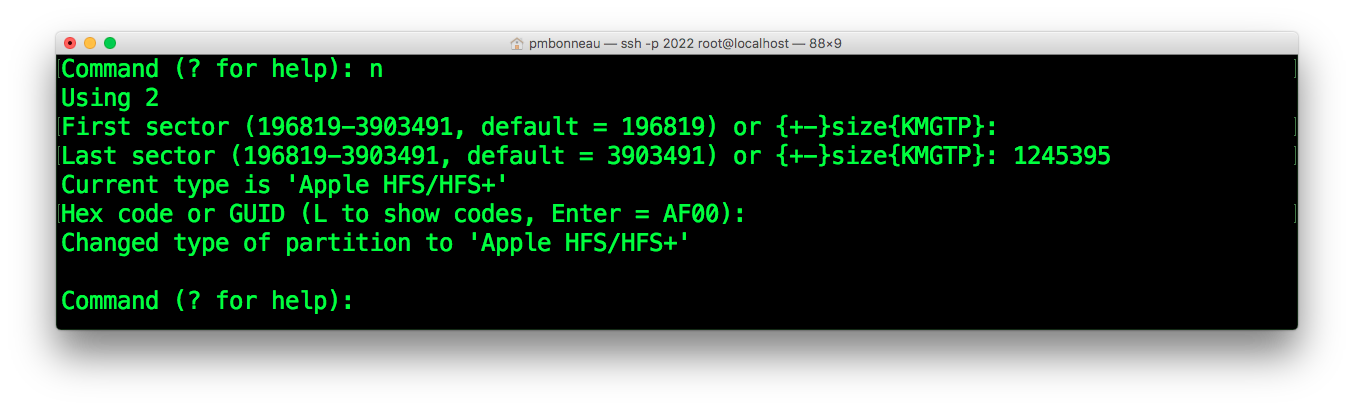 pmbonneau — ssh -p 2022 root@localhost — 88×9
Command (? for help): n
Using 2
First sector (196819-3903491, default = 196819) or {+-}size{KMGTP}:
Last sector (196819-3903491, default = 3903491) or {+-}size{KMGTP}: 1245395
Current type is 'Apple HFS/HFS+'
Hex code or GUID (L to show codes, Enter = AF00):
Changed type of partition to 'Apple HFS/HFS+'
Command (? for help):